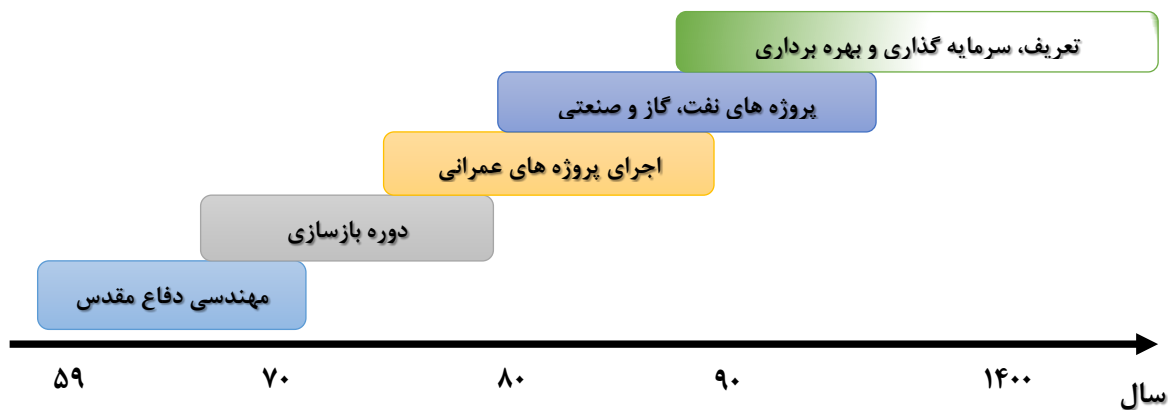 تعریف، سرمایه گذاری و بهره برداری
پروژه های نفت، گاز و صنعتی
اجرای پروژه های عمرانی
دوره بازسازی
مهندسی دفاع مقدس
۵۹ ۷۰ ۸۰ ۹۰ ۱۴۰۰
سال